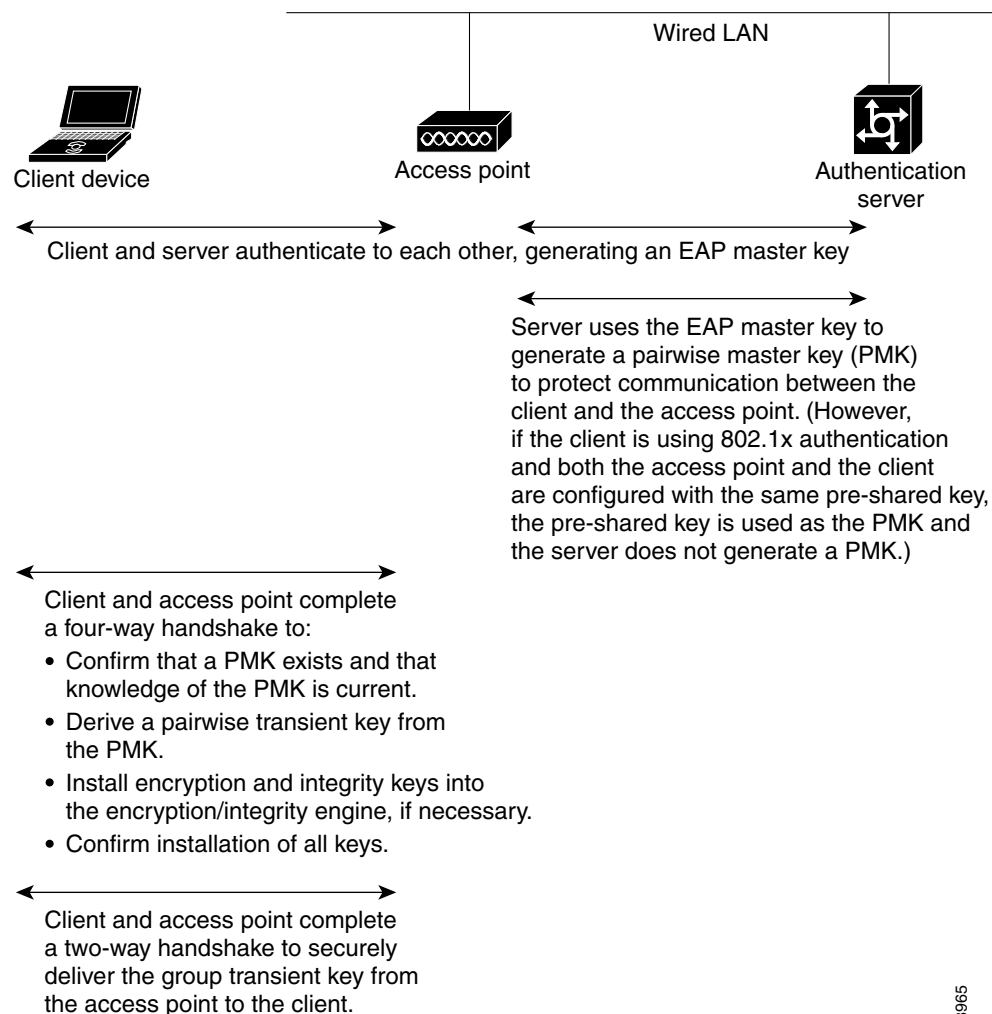 Wired LAN
Client device
Access point
Authentication
server
Client and server authenticate to each other, generating an EAP master key
Server uses the EAP master key to
generate a pairwise master key (PMK)
to protect communication between the
client and the access point. (However,
if the client is using 802.1x authentication
and both the access point and the client
are configured with the same pre-shared key,
the pre-shared key is used as the PMK and
the server does not generate a PMK.)
Client and access point complete
a four-way handshake to:
• Confirm that a PMK exists and that
knowledge of the PMK is current.
• Derive a pairwise transient key from
the PMK.
• Install encryption and integrity keys into
the encryption/integrity engine, if necessary.
• Confirm installation of all keys.
Client and access point complete
a two-way handshake to securely
deliver the group transient key from
the access point to the client.